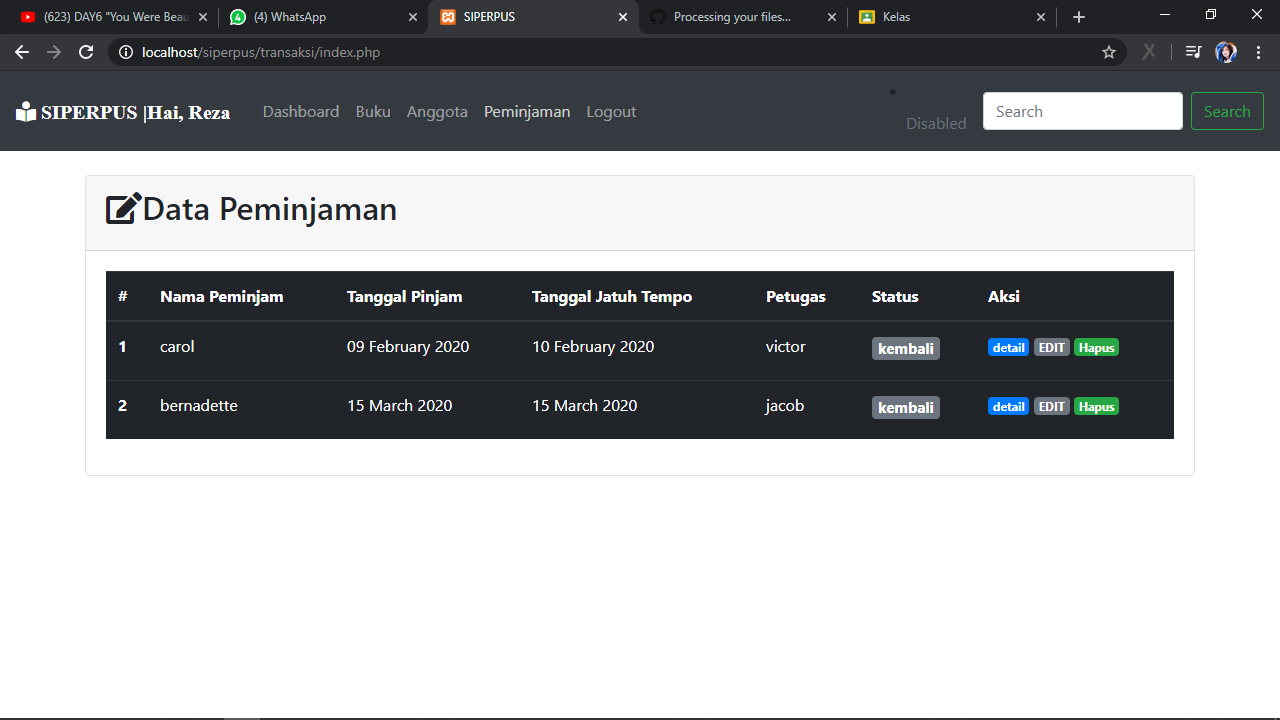 (623) DAY6 "You Were Beau
(4) WhatsApp
SIPERPUS
Processing your files...
Kelas
localhost/siperpus/transaksi/index.php
SIPERPUS |Hai, Reza
Dashboard
Buku
Anggota
Peminjaman
Logout
Disabled
Search
Search
Data Peminjaman
# Nama Peminjam Tanggal Pinjam Tanggal Jatuh Tempo Petugas Status Aksi
1 carol 09 February 2020 10 February 2020 victor kembali detail EDIT Hapus
2 bernadette 15 March 2020 15 March 2020 jacob kembali detail EDIT Hapus